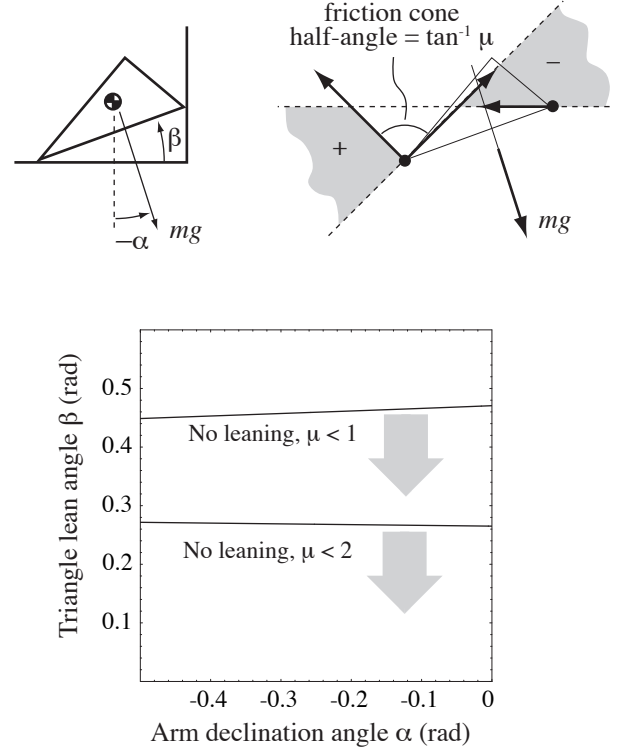 friction cone
half-angle = tan⁻¹ μ
β
mg
−α
+
−
mg
Triangle lean angle β (rad)
0.5
0.4
0.3
0.2
0.1
No leaning, μ < 1
No leaning, μ < 2
-0.4 -0.3 -0.2 -0.1 0
Arm declination angle α (rad)